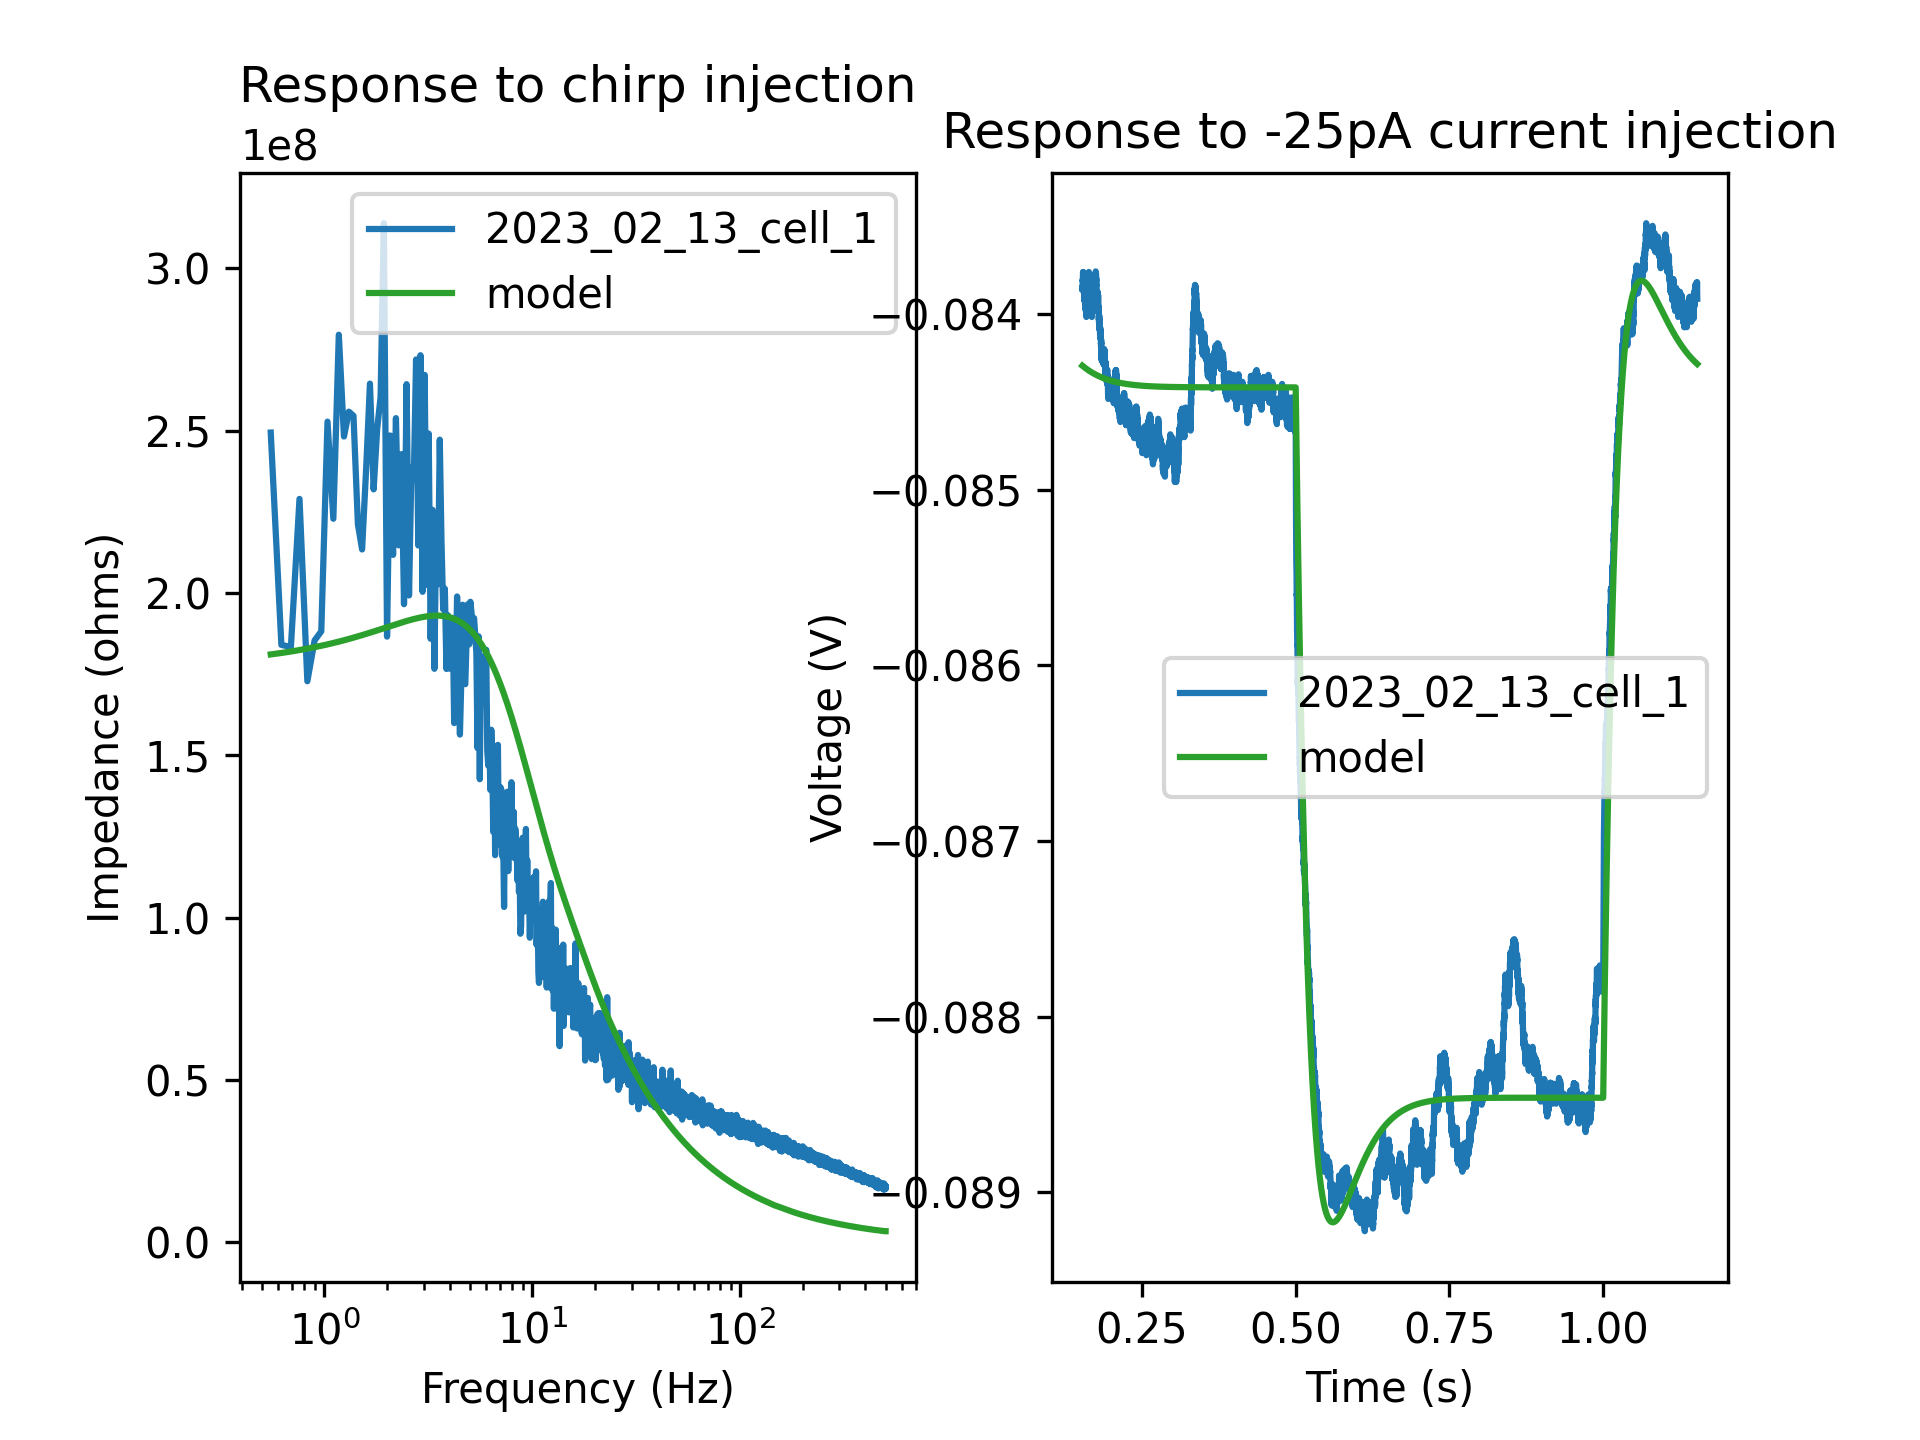 Response to chirp injection
1e8
2023_02_13_cell_1
model
3.0
2.5
2.0
1.5
1.0
0.5
0.0
Impedance (ohms)
10⁰ 10¹ 10²
Frequency (Hz)
Response to -25pA current injection
−0.084
−0.085
−0.086
−0.087
−0.088
−0.089
Voltage (V)
2023_02_13_cell_1
model
0.25 0.50 0.75 1.00
Time (s)